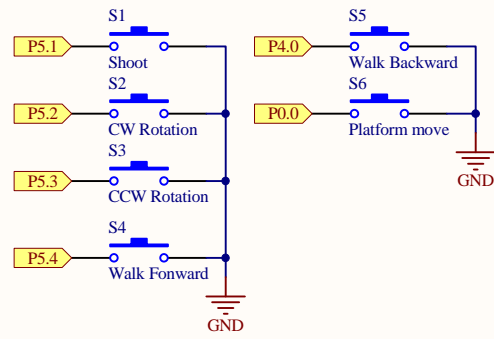 S1
P5.1
Shoot
S2
P5.2
CW Rotation
S3
P5.3
CCW Rotation
S4
P5.4
Walk Fonward
GND
S5
P4.0
Walk Backward
S6
P0.0
Platform move
GND